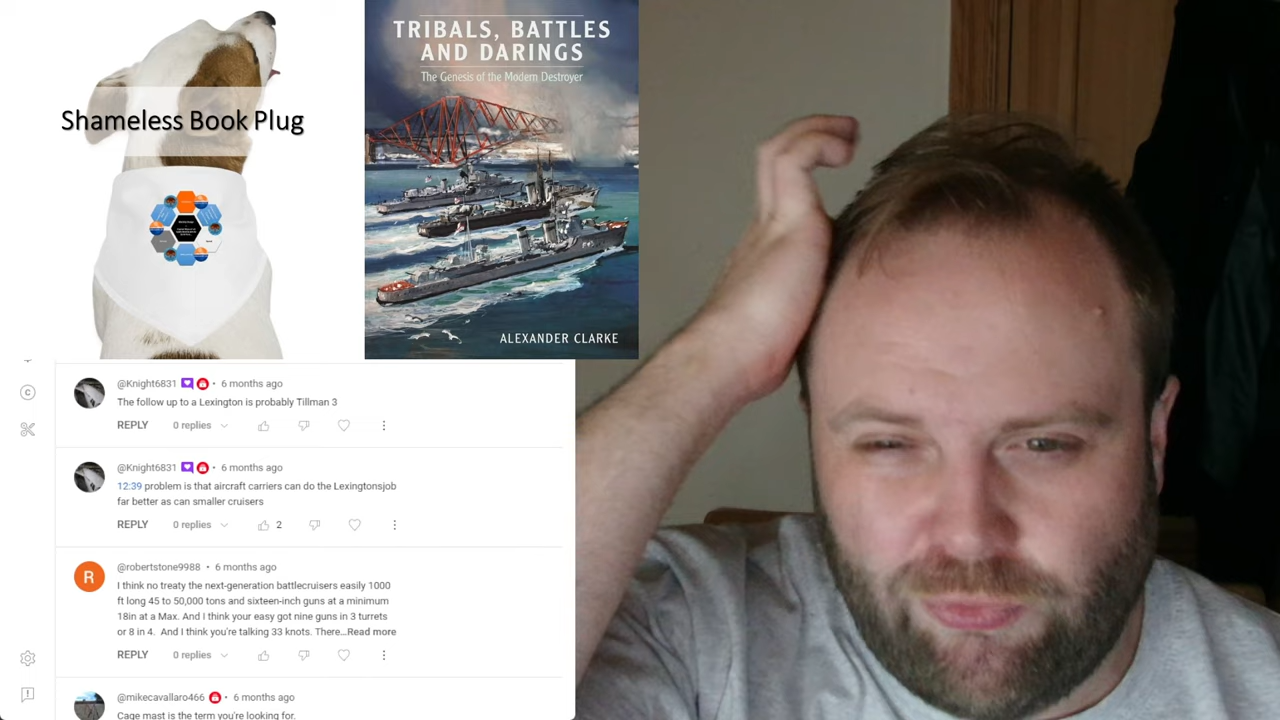 Shameless Book Plug
TRIBALS, BATTLES
AND DARINGS
The Genesis of the Modern Destroyer
ALEXANDER CLARKE
@Knight6831 • 6 months ago
The follow up to a Lexington is probably Tillman 3
REPLY 0 replies
@Knight6831 • 6 months ago
12:39 problem is that aircraft carriers can do the Lexingtonsjob
far better as can smaller cruisers
REPLY 0 replies 2
R
@robertstone9988 • 6 months ago
I think no treaty the next-generation battlecruisers easily 1000
ft long 45 to 50,000 tons and sixteen-inch guns at a minimum
18in at a Max. And I think your easy got nine guns in 3 turrets
or 8 in 4. And I think you're talking 33 knots. There...Read more
REPLY 0 replies
@mikecavallaro466 • 6 months ago
Cage mast is the term you're looking for.